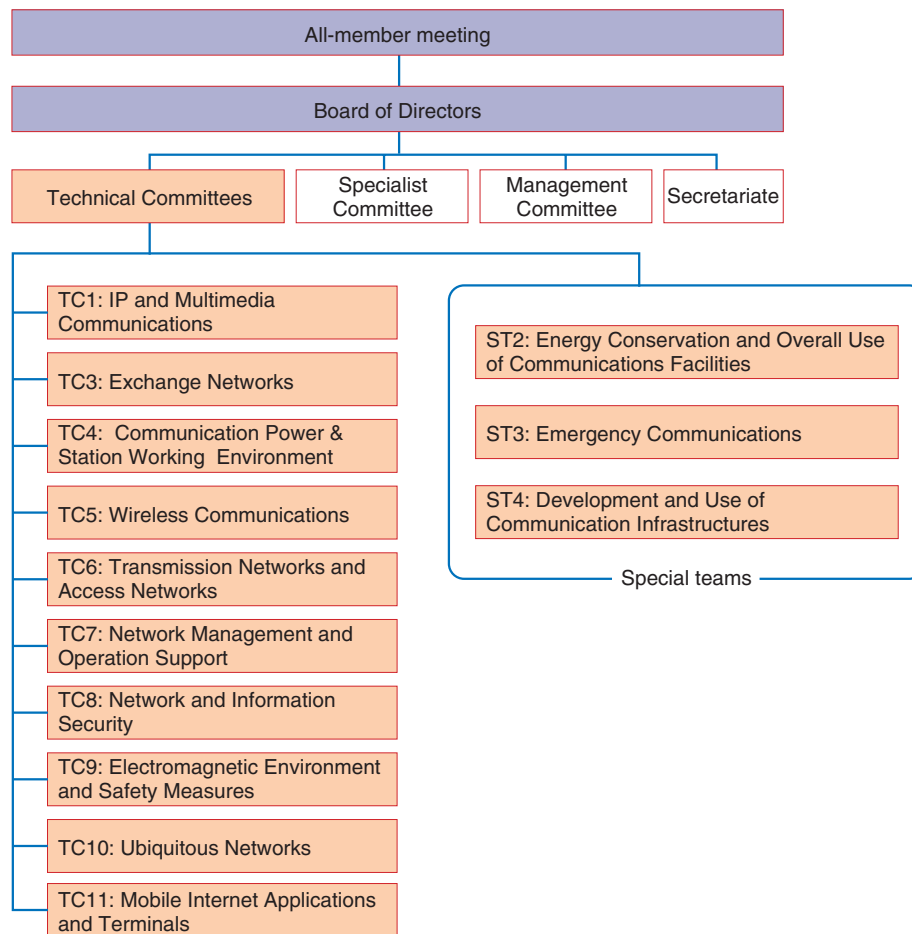 All-member meeting
Board of Directors
Technical Committees
Specialist
Committee
Management
Committee
Secretariate
TC1: IP and Multimedia
Communications
TC3: Exchange Networks
TC4: Communication Power &
Station Working Environment
TC5: Wireless Communications
TC6: Transmission Networks and
Access Networks
TC7: Network Management and
Operation Support
TC8: Network and Information
Security
TC9: Electromagnetic Environment
and Safety Measures
TC10: Ubiquitous Networks
TC11: Mobile Internet Applications
and Terminals
ST2: Energy Conservation and Overall Use
of Communications Facilities
ST3: Emergency Communications
ST4: Development and Use of
Communication Infrastructures
Special teams